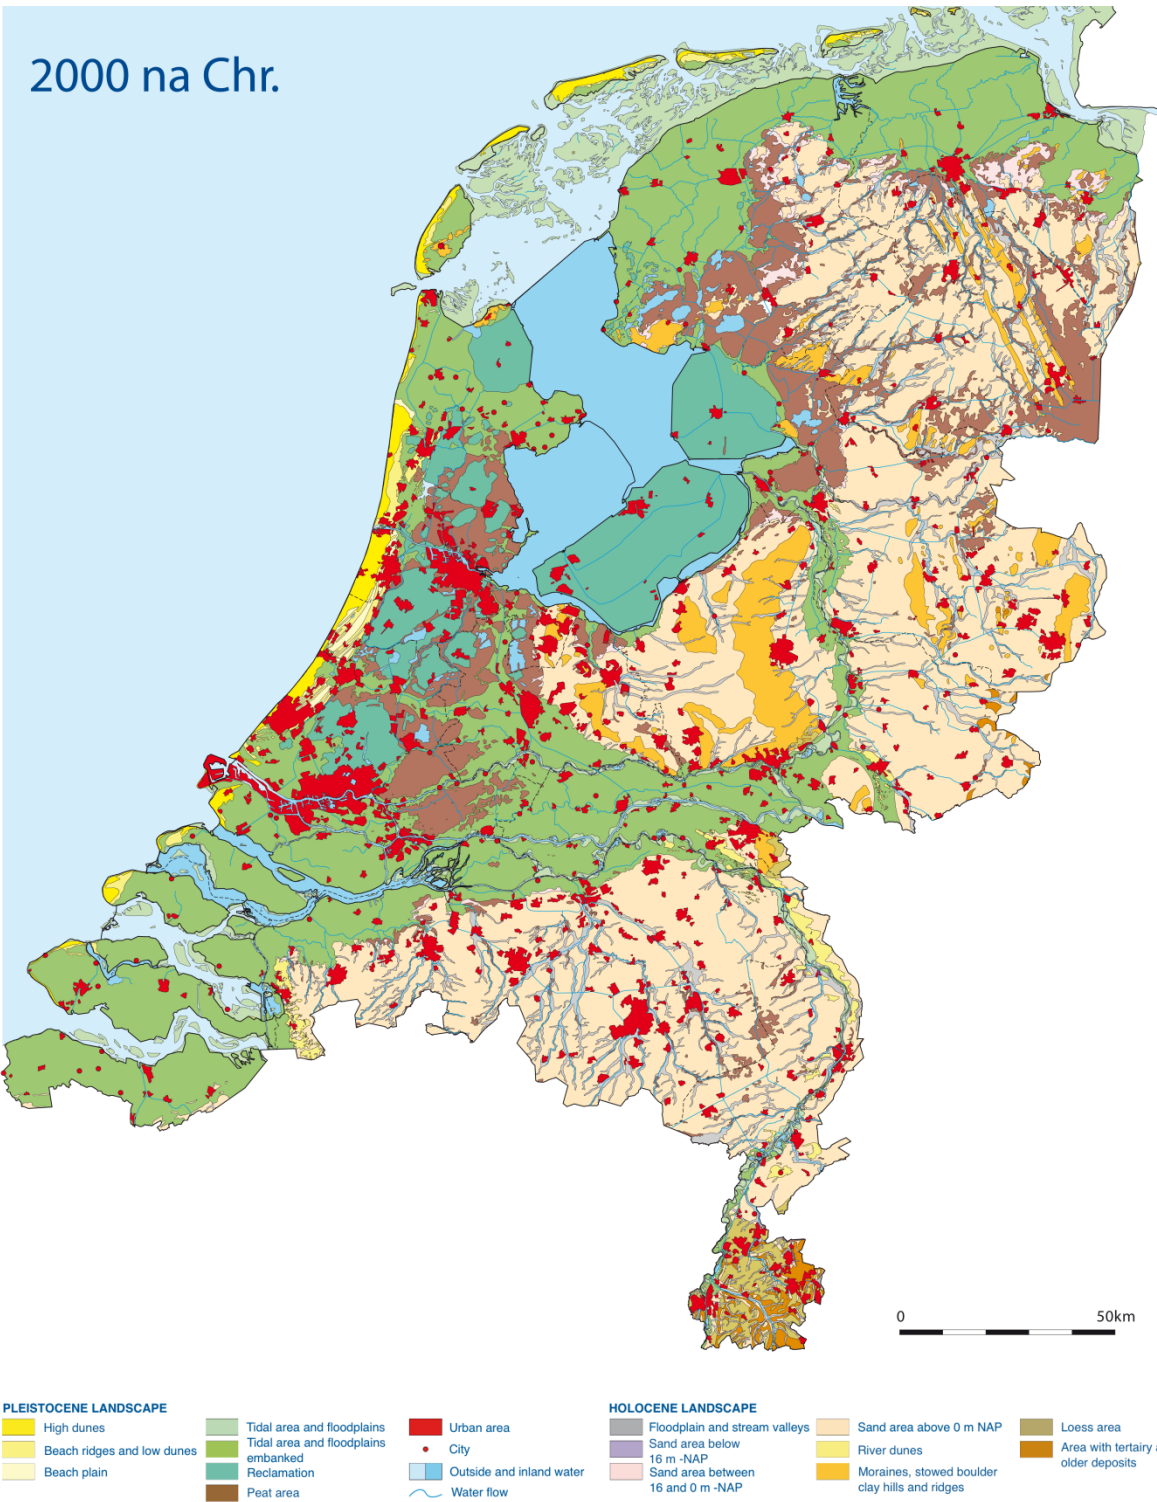 2000 na Chr.
0 50km
PLEISTOCENE LANDSCAPE
High dunes
Beach ridges and low dunes
Beach plain
Tidal area and floodplains
Tidal area and floodplains
embanked
Reclamation
Peat area
Urban area
City
Outside and inland water
Water flow
HOLOCENE LANDSCAPE
Floodplain and stream valleys
Sand area below
16 m -NAP
Sand area between
16 and 0 m -NAP
Sand area above 0 m NAP
River dunes
Moraines, stowed boulder
clay hills and ridges
Loess area
Area with tertairy a
older deposits